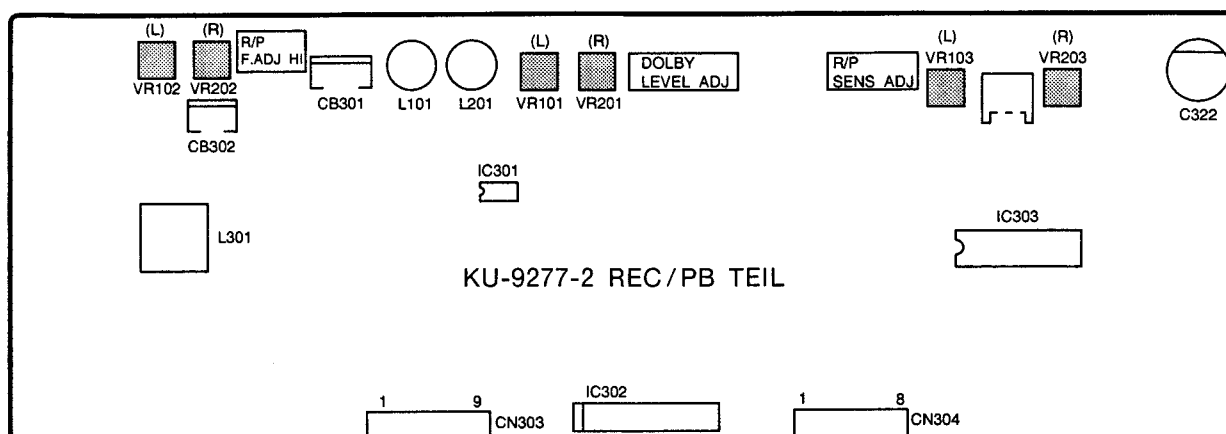 (L)
(R)
R/P
F.ADJ HI
VR102
VR202
CB302
CB301
L101
L201
(L)
(R)
VR101
VR201
DOLBY
LEVEL ADJ
R/P
SENS ADJ
(L)
VR103
(R)
VR203
C322
IC301
L301
IC303
KU-9277-2 REC/PB TEIL
1
9
CN303
IC302
1
8
CN304